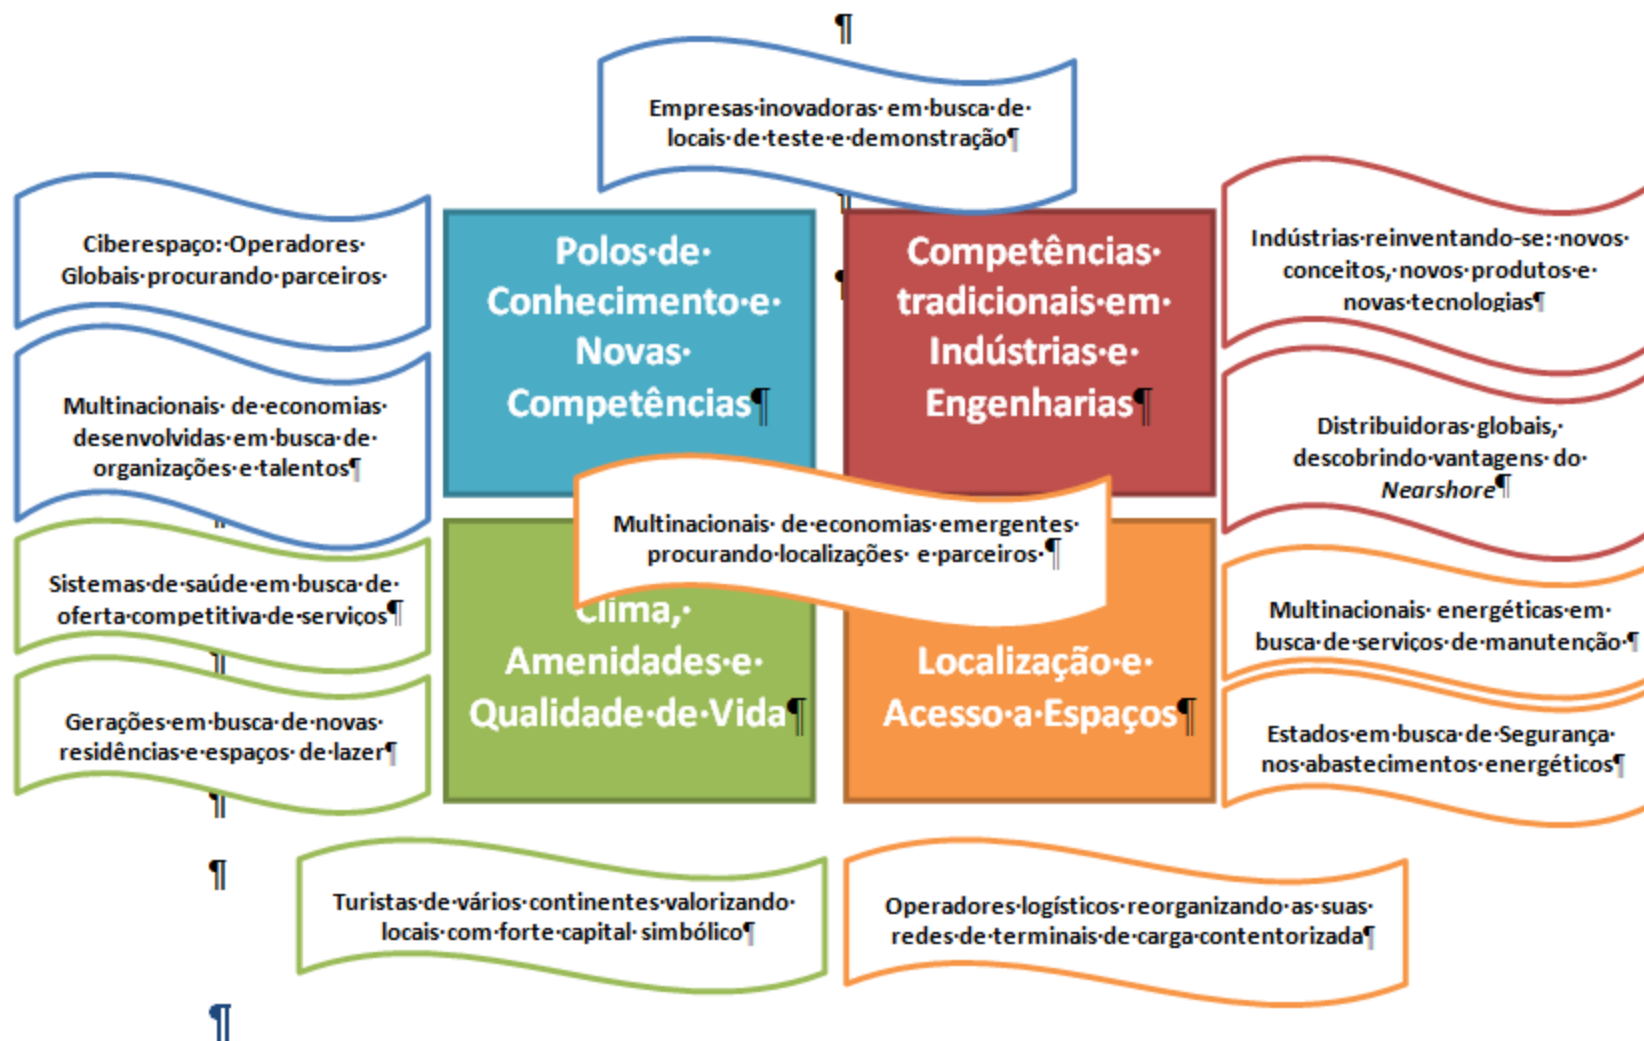 Empresas inovadoras em busca de
locais de teste e demonstração¶
Ciberespaço: Operadores
Globais procurando parceiros
Multinacionais de economias
desenvolvidas em busca de
organizações e talentos¶
Sistemas de saúde em busca de
oferta competitiva de serviços¶
Gerações em busca de novas
residências e espaços de lazer¶
Polos de
Conhecimento e
Novas
Competências¶
Competências
tradicionais em
Indústrias e
Engenharias¶
Multinacionais de economias emergentes
procurando localizações e parceiros ¶
Clima,
Amenidades e
Qualidade de Vida¶
Localização e
Acesso a Espaços¶
Indústrias reinventando-se: novos
conceitos, novos produtos e
novas tecnologias¶
Distribuidoras globais,
descobrindo vantagens do
Nearshore¶
Multinacionais energéticas em
busca de serviços de manutenção ¶
Estados em busca de Segurança
nos abastecimentos energéticos¶
Turistas de vários continentes valorizando
locais com forte capital simbólico¶
Operadores logísticos reorganizando as suas
redes de terminais de carga contentorizada¶